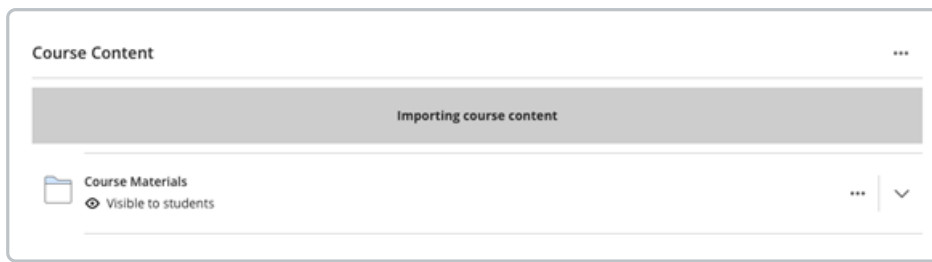 Course Content
Importing course content
Course Materials
Visible to students